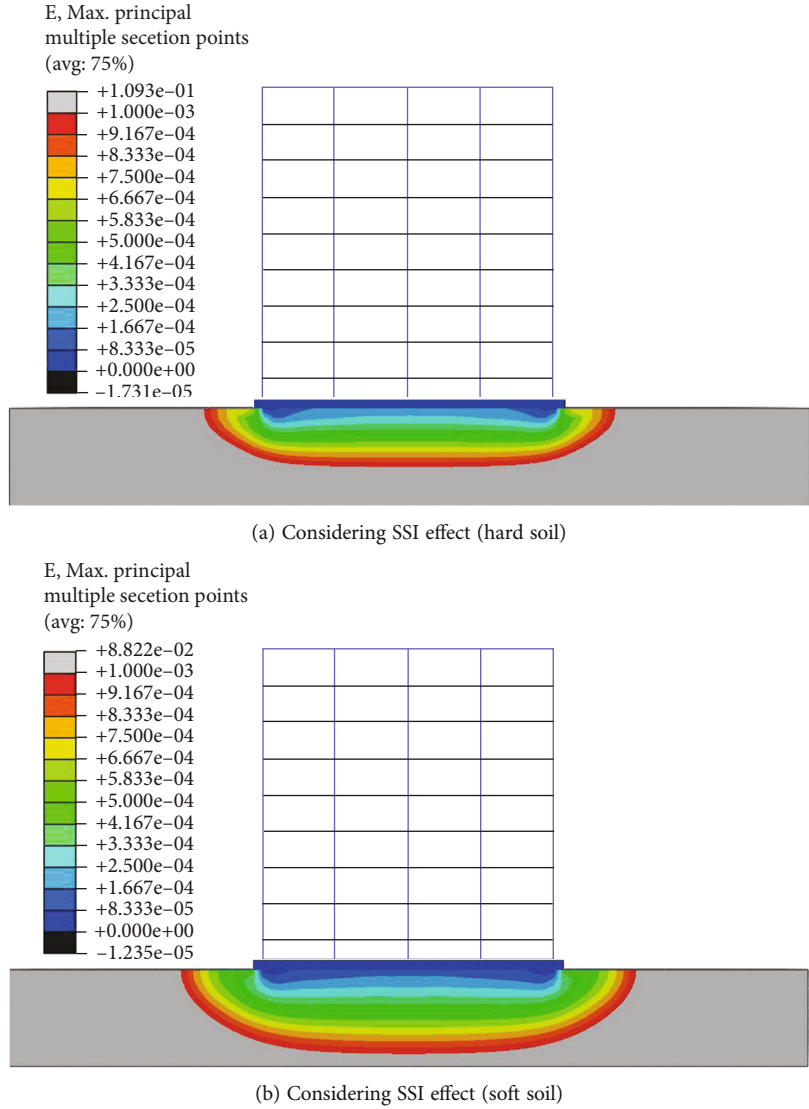 E, Max. principal
multiple secetion points
(avg: 75%)
+1.093e–01
+1.000e–03
+9.167e–04
+8.333e–04
+7.500e–04
+6.667e–04
+5.833e–04
+5.000e–04
+4.167e–04
+3.333e–04
+2.500e–04
+1.667e–04
+8.333e–05
+0.000e+00
–1.731e–05
(a) Considering SSI effect (hard soil)
E, Max. principal
multiple secetion points
(avg: 75%)
+8.822e–02
+1.000e–03
+9.167e–04
+8.333e–04
+7.500e–04
+6.667e–04
+5.833e–04
+5.000e–04
+4.167e–04
+3.333e–04
+2.500e–04
+1.667e–04
+8.333e–05
+0.000e+00
–1.235e–05
(b) Considering SSI effect (soft soil)